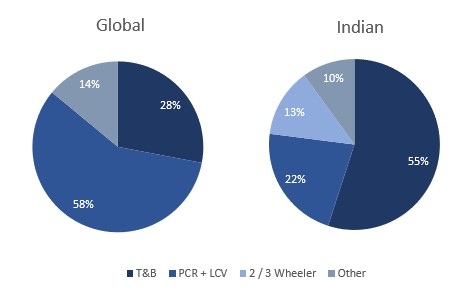 Global
Indian
14%
28%
58%
10%
13%
22%
55%
T&B PCR + LCV 2 / 3 Wheeler Other